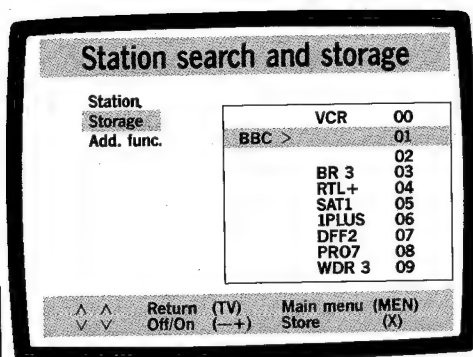 Station search and storage
Station
Storage
Add. func.
VCR 00
BBC > 01
02
BR 3 03
RTL+ 04
SAT1 05
1PLUS 06
DFF2 07
PRO7 08
WDR 3 09
∧ ∧ Return (TV) Main menu (MEN)
∨ ∨ Off/On (—+) Store (X)